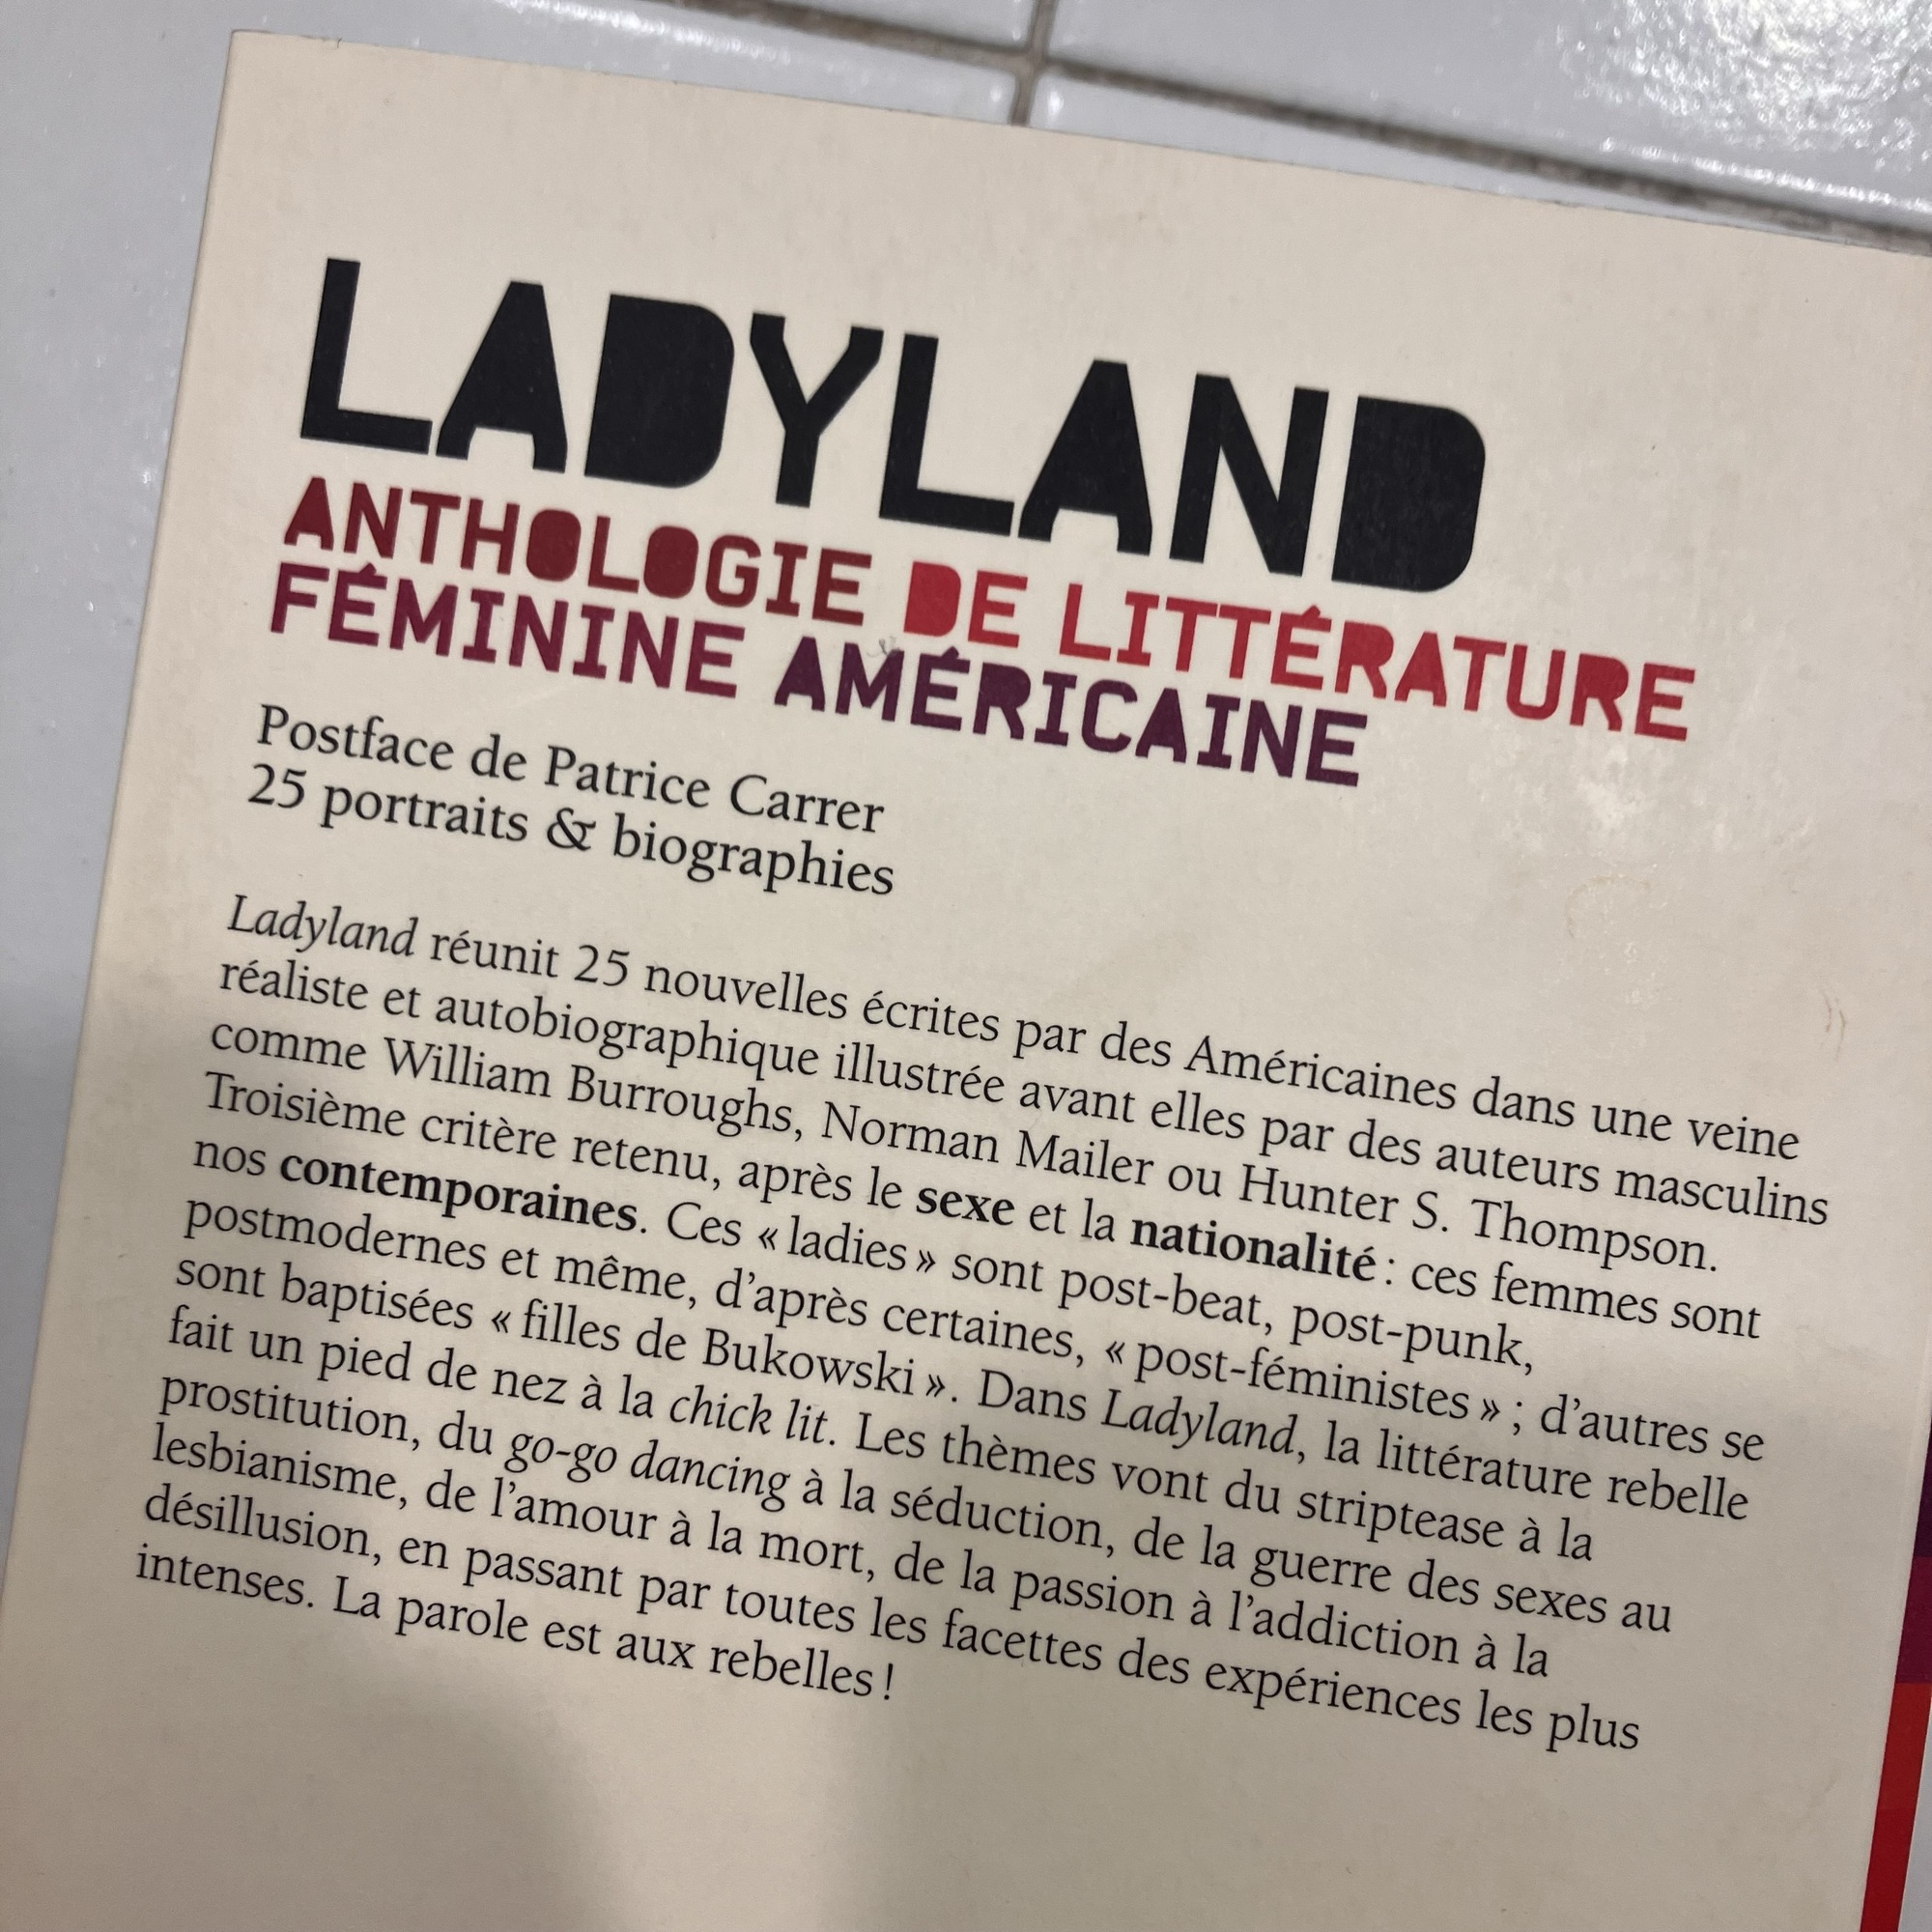 LADYLAND
ANTHOLOGIE DE LITTÉRATURE
FÉMININE AMÉRICAINE
Postface de Patrice Carrer
25 portraits & biographies
Ladyland réunit 25 nouvelles écrites par des Américaines dans une veine
réaliste et autobiographique illustrée avant elles par des auteurs masculins
comme William Burroughs, Norman Mailer ou Hunter S. Thompson.
Troisième critère retenu, après le sexe et la nationalité : ces femmes sont
nos contemporaines. Ces « ladies » sont post-beat, post-punk,
postmodernes et même, d'après certaines, « post-féministes » ; d'autres se
sont baptisées « filles de Bukowski ». Dans Ladyland, la littérature rebelle
fait un pied de nez à la chick lit. Les thèmes vont du striptease à la
prostitution, du go-go dancing à la séduction, de la guerre des sexes au
lesbianisme, de l'amour à la mort, de la passion à l'addiction à la
désillusion, en passant par toutes les facettes des expériences les plus
intenses. La parole est aux rebelles !